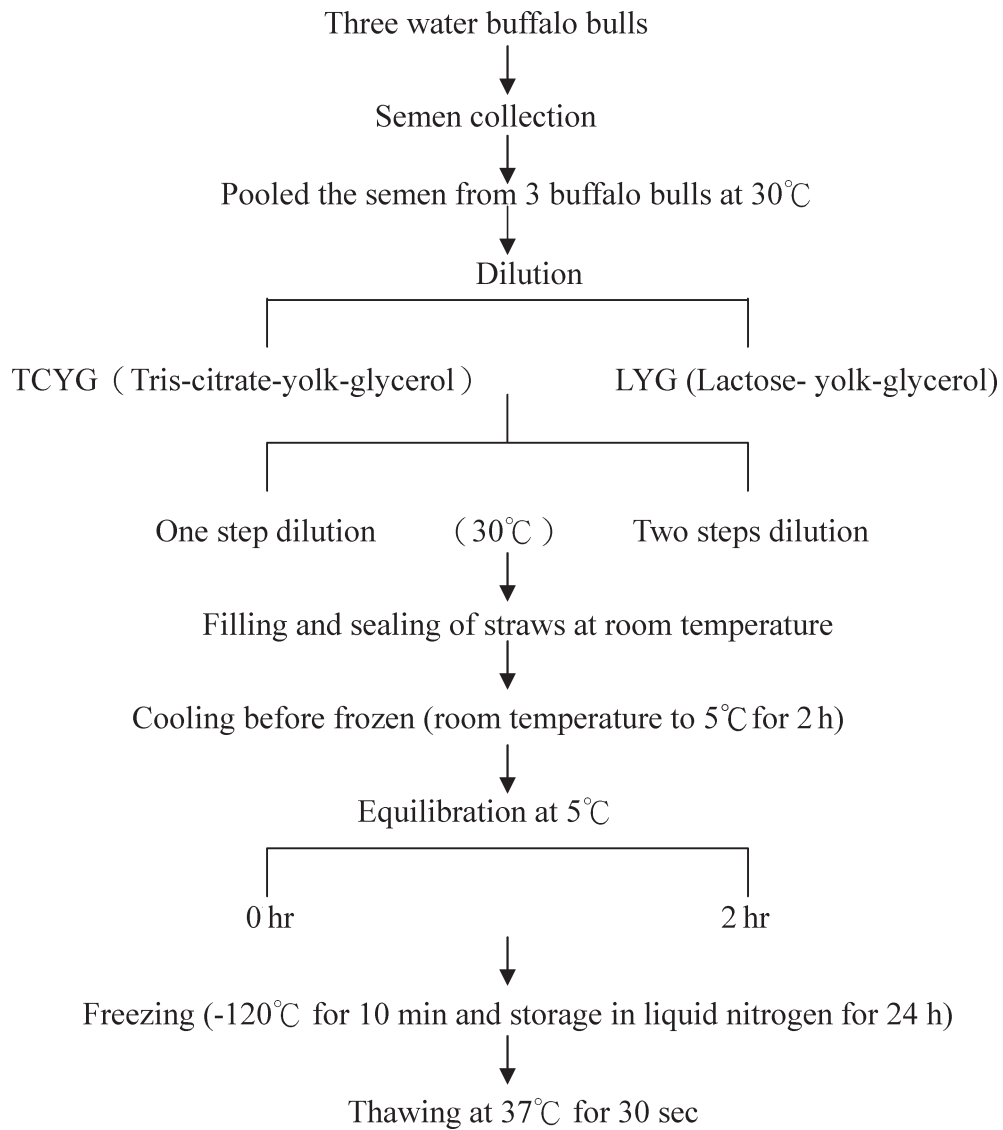 Three water buffalo bulls
Semen collection
Pooled the semen from 3 buffalo bulls at 30℃
Dilution
TCYG（Tris-citrate-yolk-glycerol） LYG (Lactose- yolk-glycerol)
One step dilution （30℃） Two steps dilution
Filling and sealing of straws at room temperature
Cooling before frozen (room temperature to 5℃ for 2 h)
Equilibration at 5℃
0 hr 2 hr
Freezing (-120℃ for 10 min and storage in liquid nitrogen for 24 h)
Thawing at 37℃ for 30 sec